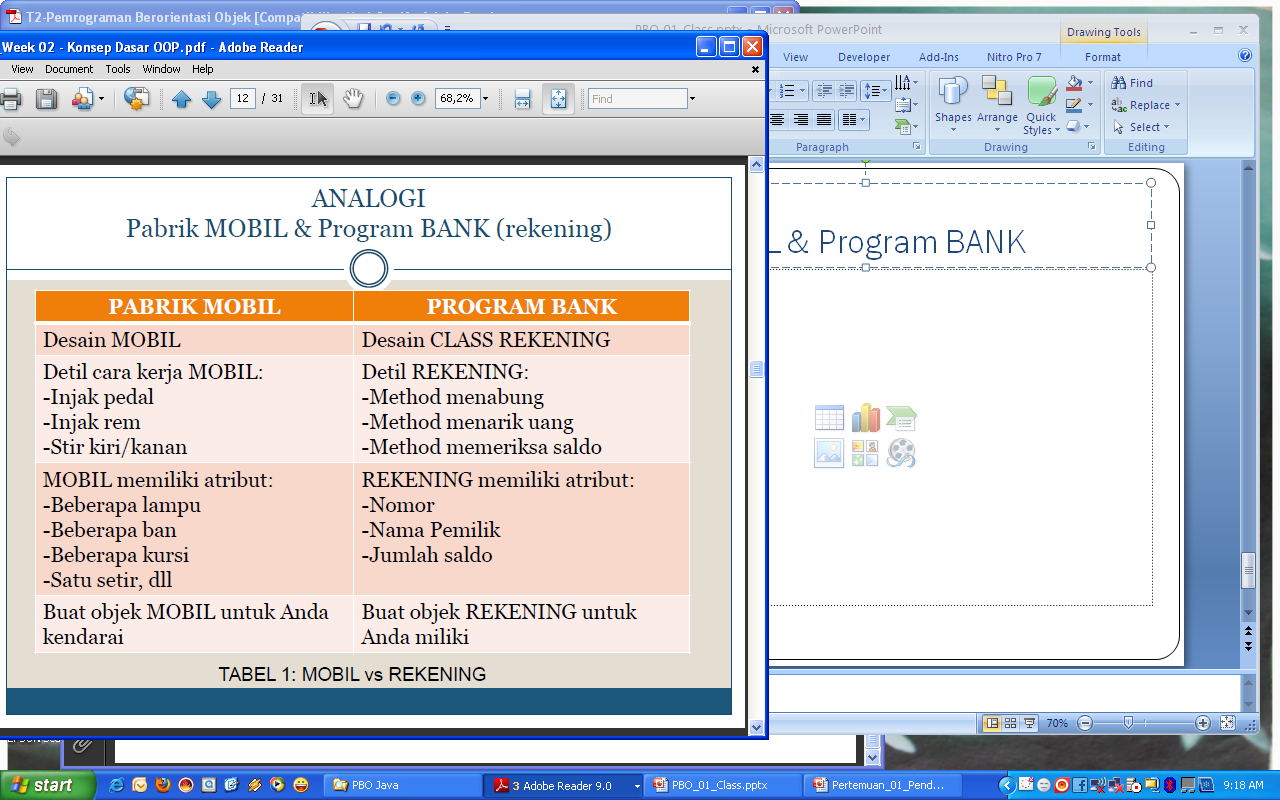 T2-Pemrograman Berorientasi Objek [Compa
PBO_01_Class.pptx - Microsoft PowerPoint
Drawing Tools
Week 02 - Konsep Dasar OOP.pdf - Adobe Reader
View Document Tools Window Help
12 / 31
68,2%
Find
View Developer Add-Ins Nitro Pro 7 Format
Shapes Arrange Quick Styles
Find
Replace
Select
Paragraph Drawing Editing
ANALOGI
Pabrik MOBIL & Program BANK (rekening)
PABRIK MOBIL
PROGRAM BANK
Desain MOBIL
Desain CLASS REKENING
Detil cara kerja MOBIL:
-Injak pedal
-Injak rem
-Stir kiri/kanan
Detil REKENING:
-Method menabung
-Method menarik uang
-Method memeriksa saldo
MOBIL memiliki atribut:
-Beberapa lampu
-Beberapa ban
-Beberapa kursi
-Satu setir, dll
REKENING memiliki atribut:
-Nomor
-Nama Pemilik
-Jumlah saldo
Buat objek MOBIL untuk Anda
kendarai
Buat objek REKENING untuk
Anda miliki
TABEL 1: MOBIL vs REKENING
L & Program BANK
70%
start
PBO Java
3 Adobe Reader 9.0
PBO_01_Class.pptx
Pertemuan_01_Pend...
9:18 AM